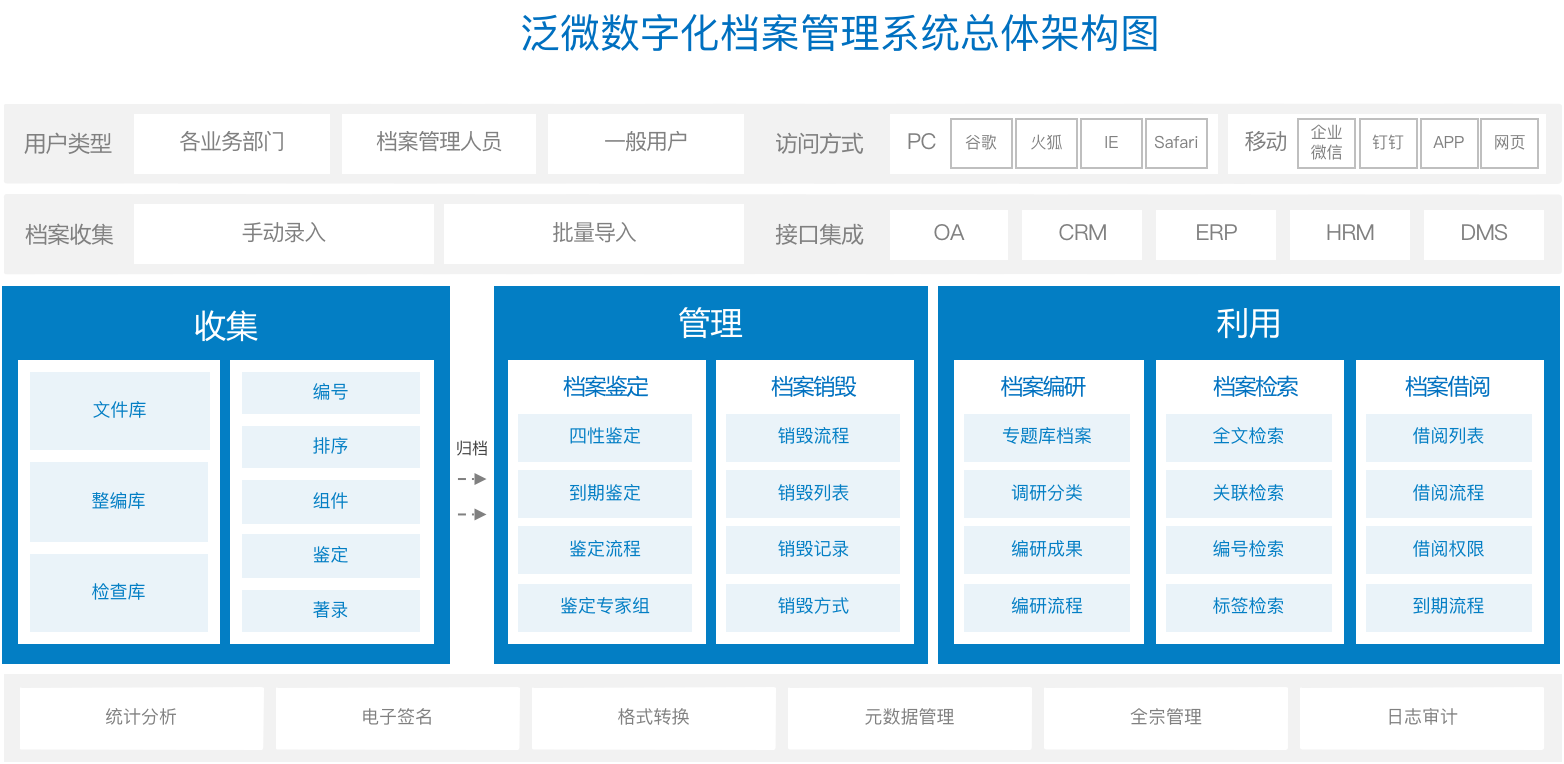 泛微数字化档案管理系统总体架构图
用户类型
各业务部门
档案管理人员
一般用户
访问方式
PC
谷歌
火狐
IE
Safari
移动
企业
微信
钉钉
APP
网页
档案收集
手动录入
批量导入
接口集成
OA
CRM
ERP
HRM
DMS
收集
文件库
整编库
检查库
编号
排序
组件
鉴定
著录
归档
管理
档案鉴定
四性鉴定
到期鉴定
鉴定流程
鉴定专家组
档案销毁
销毁流程
销毁列表
销毁记录
销毁方式
利用
档案编研
专题库档案
调研分类
编研成果
编研流程
档案检索
全文检索
关联检索
编号检索
标签检索
档案借阅
借阅列表
借阅流程
借阅权限
到期流程
统计分析
电子签名
格式转换
元数据管理
全宗管理
日志审计